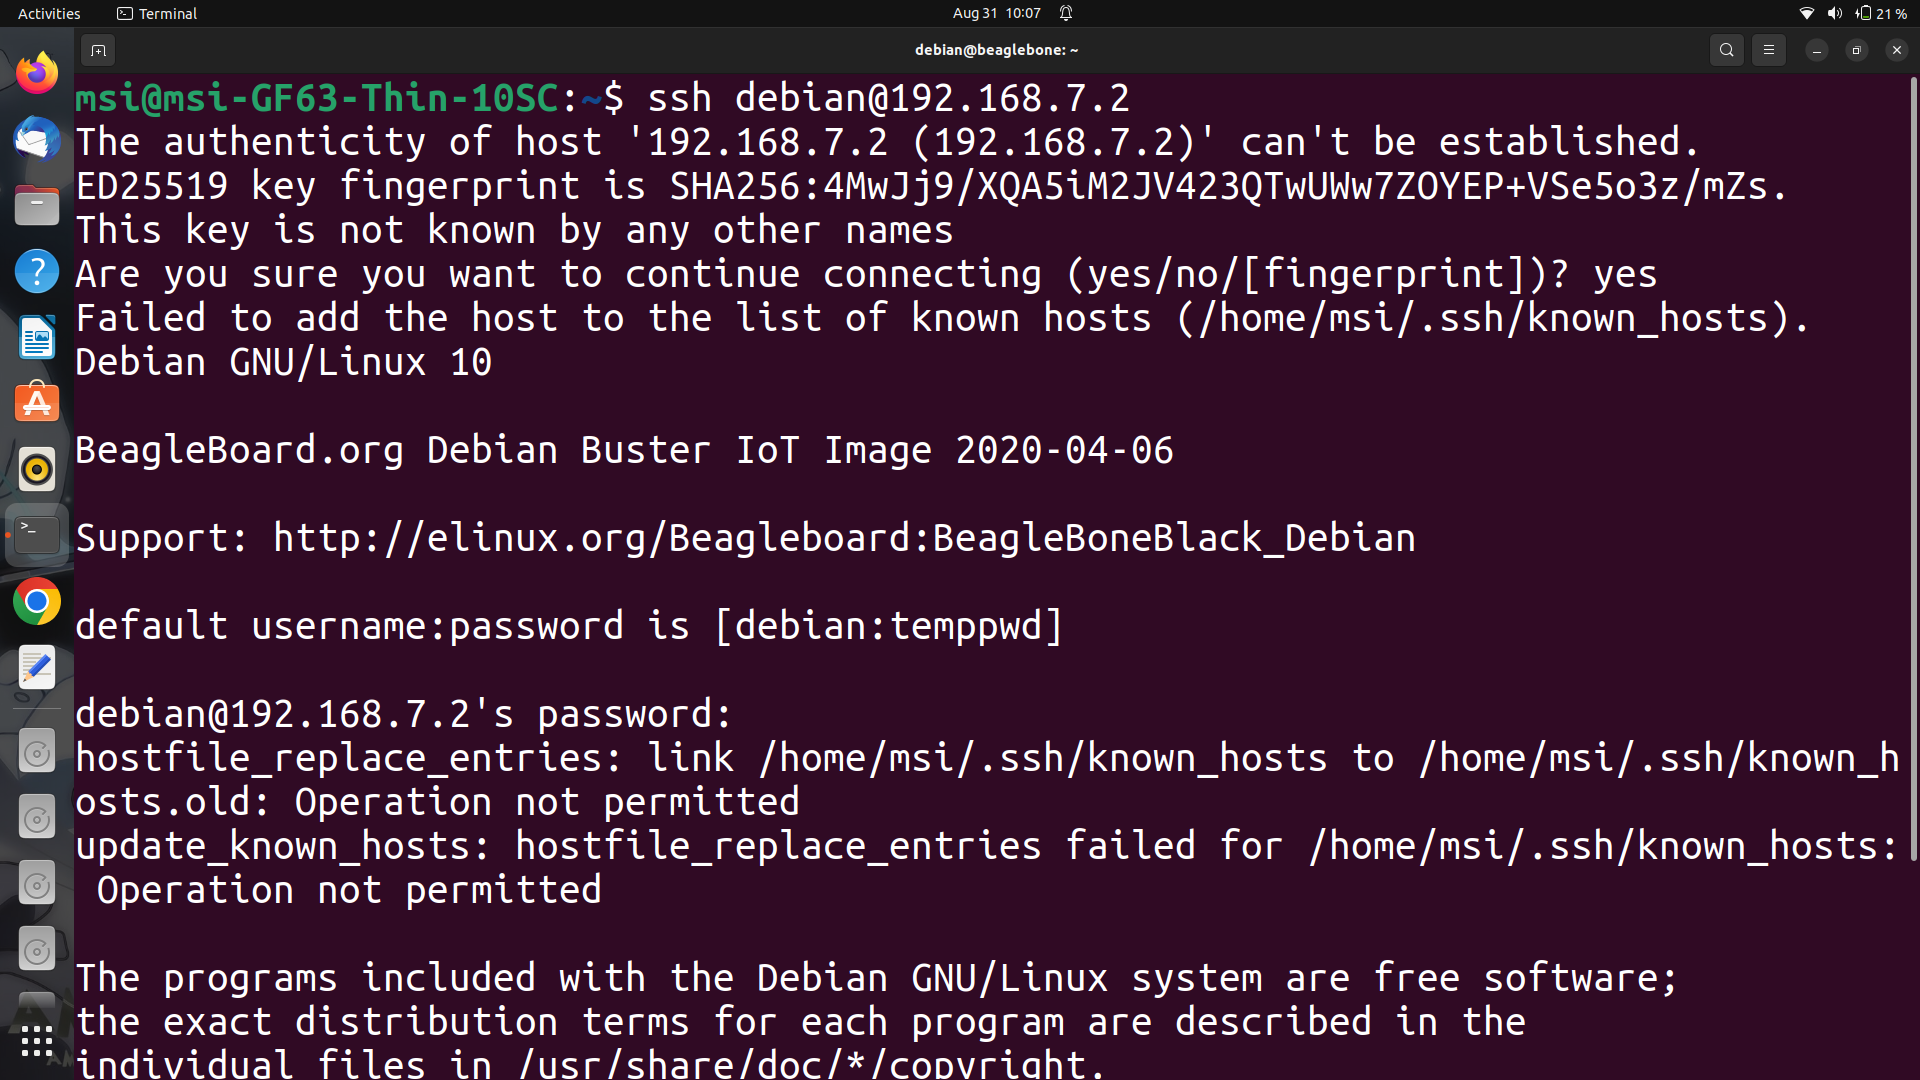 Activities Terminal Aug 31 10:07 21 %
debian@beaglebone: ~
msi@msi-GF63-Thin-10SC:~$ ssh debian@192.168.7.2
The authenticity of host '192.168.7.2 (192.168.7.2)' can't be established.
ED25519 key fingerprint is SHA256:4MwJj9/XQA5iM2JV423QTwUWw7ZOYEP+VSe5o3z/mZs.
This key is not known by any other names
Are you sure you want to continue connecting (yes/no/[fingerprint])? yes
Failed to add the host to the list of known hosts (/home/msi/.ssh/known_hosts).
Debian GNU/Linux 10
BeagleBoard.org Debian Buster IoT Image 2020-04-06
Support: http://elinux.org/Beagleboard:BeagleBoneBlack_Debian
default username:password is [debian:temppwd]
debian@192.168.7.2's password:
hostfile_replace_entries: link /home/msi/.ssh/known_hosts to /home/msi/.ssh/known_h
osts.old: Operation not permitted
update_known_hosts: hostfile_replace_entries failed for /home/msi/.ssh/known_hosts:
 Operation not permitted
The programs included with the Debian GNU/Linux system are free software;
the exact distribution terms for each program are described in the
individual files in /usr/share/doc/*/copyright.